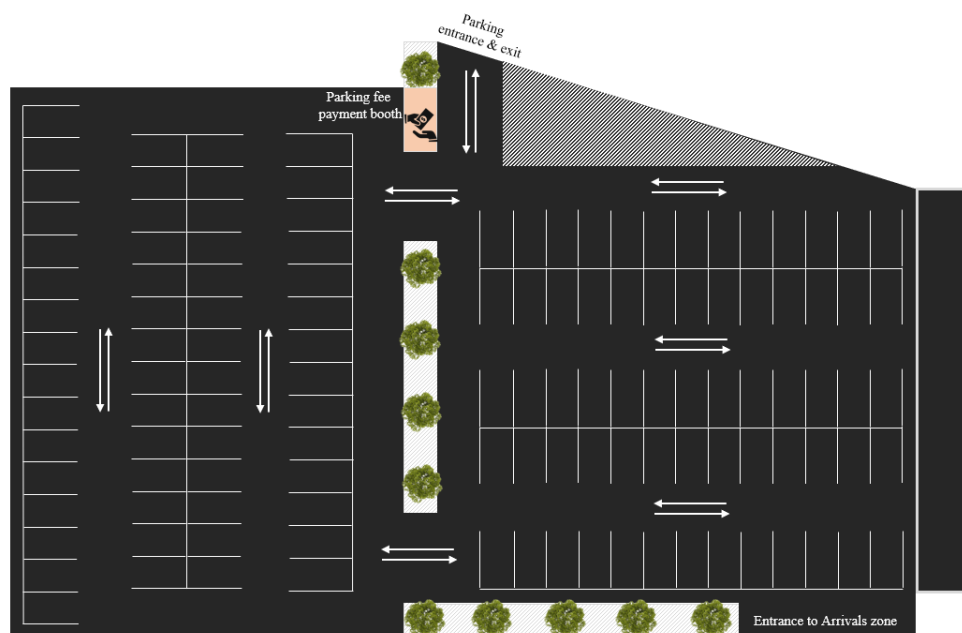 Parking
entrance & exit
Parking fee
payment booth
Entrance to Arrivals zone